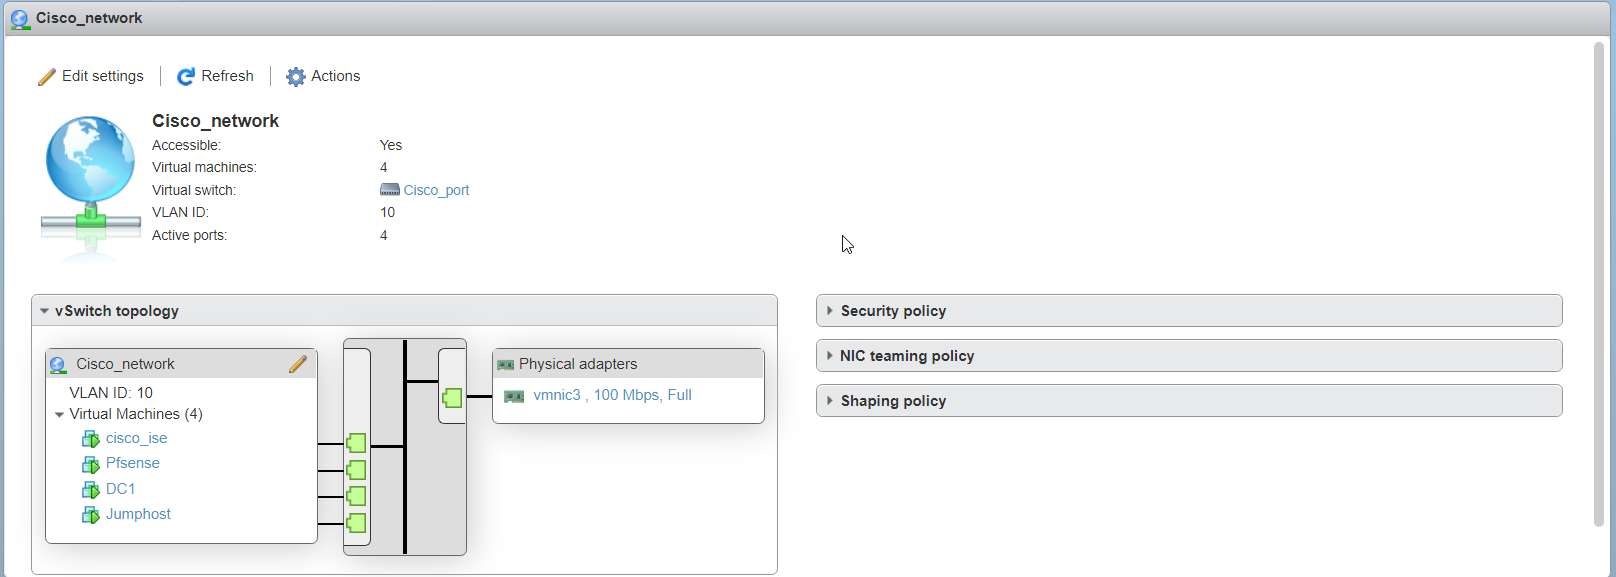 Cisco_network
Edit settings
Refresh
Actions
Cisco_network
Accessible: Yes
Virtual machines: 4
Virtual switch: Cisco_port
VLAN ID: 10
Active ports: 4
vSwitch topology
Cisco_network
VLAN ID: 10
Virtual Machines (4)
cisco_ise
Pfsense
DC1
Jumphost
Physical adapters
vmnic3 , 100 Mbps, Full
Security policy
NIC teaming policy
Shaping policy